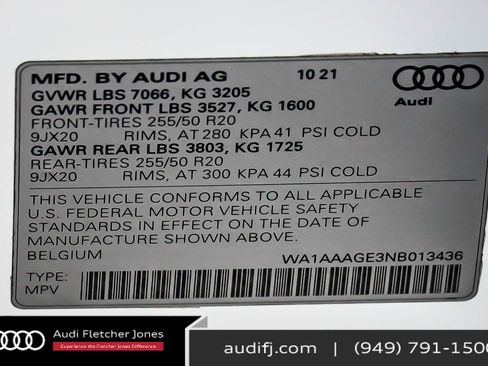 MFD. BY AUDI AG 10 21
GVWR LBS 7066, KG 3205
GAWR FRONT LBS 3527, KG 1600
FRONT-TIRES 255/50 R20
9JX20 RIMS, AT 280 KPA 41 PSI COLD
GAWR REAR LBS 3803, KG 1725
REAR-TIRES 255/50 R20
9JX20 RIMS, AT 300 KPA 44 PSI COLD
Audi
THIS VEHICLE CONFORMS TO ALL APPLICABLE
U.S. FEDERAL MOTOR VEHICLE SAFETY
STANDARDS IN EFFECT ON THE DATE OF
MANUFACTURE SHOWN ABOVE.
BELGIUM WA1AAAGE3NB013436
TYPE:
MPV
Audi Fletcher Jones
Experience the Fletcher Jones Difference.
audifj.com | (949) 791-1500